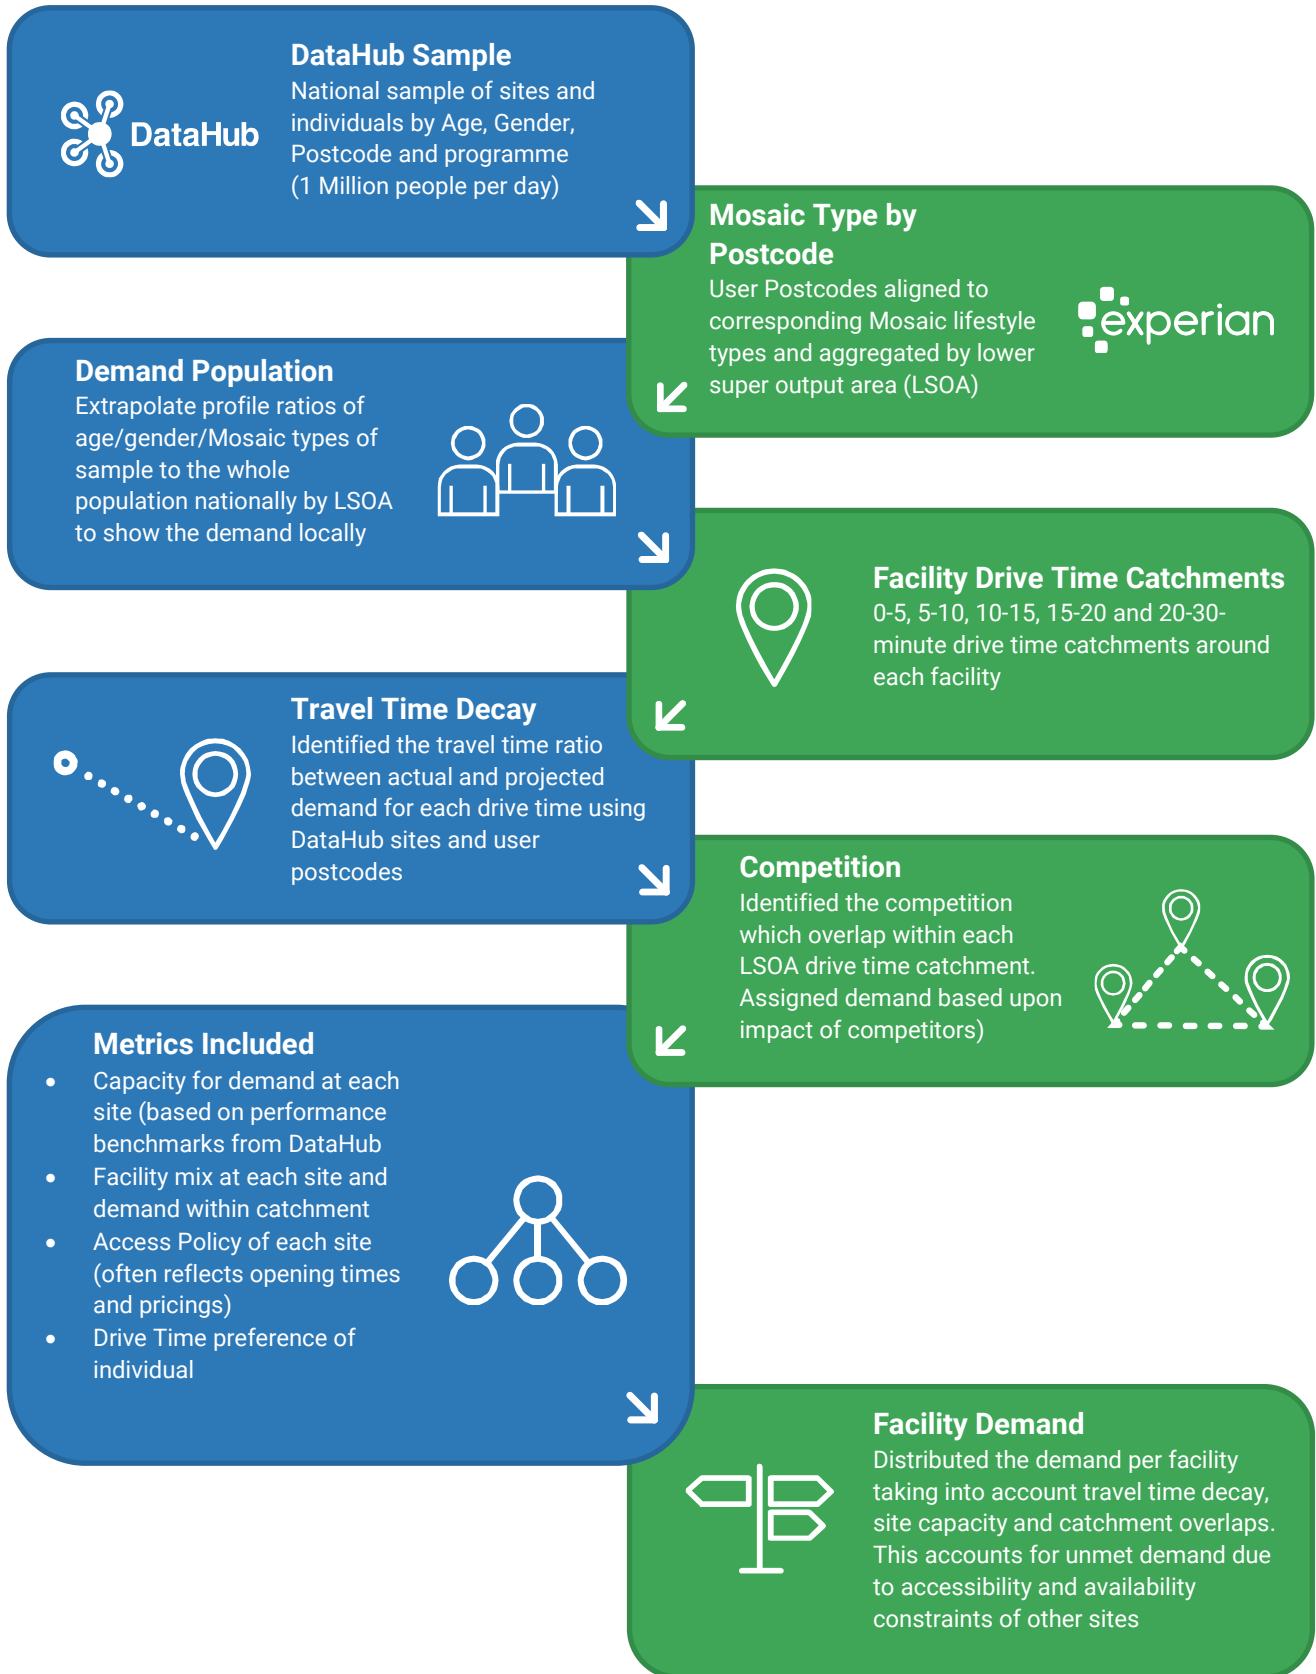 DataHub
DataHub Sample
National sample of sites and
individuals by Age, Gender,
Postcode and programme
(1 Million people per day)
Mosaic Type by
Postcode
User Postcodes aligned to
corresponding Mosaic lifestyle
types and aggregated by lower
super output area (LSOA)
experian
Demand Population
Extrapolate profile ratios of
age/gender/Mosaic types of
sample to the whole
population nationally by LSOA
to show the demand locally
Facility Drive Time Catchments
0-5, 5-10, 10-15, 15-20 and 20-30-
minute drive time catchments around
each facility
Travel Time Decay
Identified the travel time ratio
between actual and projected
demand for each drive time using
DataHub sites and user
postcodes
Competition
Identified the competition
which overlap within each
LSOA drive time catchment.
Assigned demand based upon
impact of competitors)
Metrics Included
• Capacity for demand at each
site (based on performance
benchmarks from DataHub
• Facility mix at each site and
demand within catchment
• Access Policy of each site
(often reflects opening times
and pricings)
• Drive Time preference of
individual
Facility Demand
Distributed the demand per facility
taking into account travel time decay,
site capacity and catchment overlaps.
This accounts for unmet demand due
to accessibility and availability
constraints of other sites